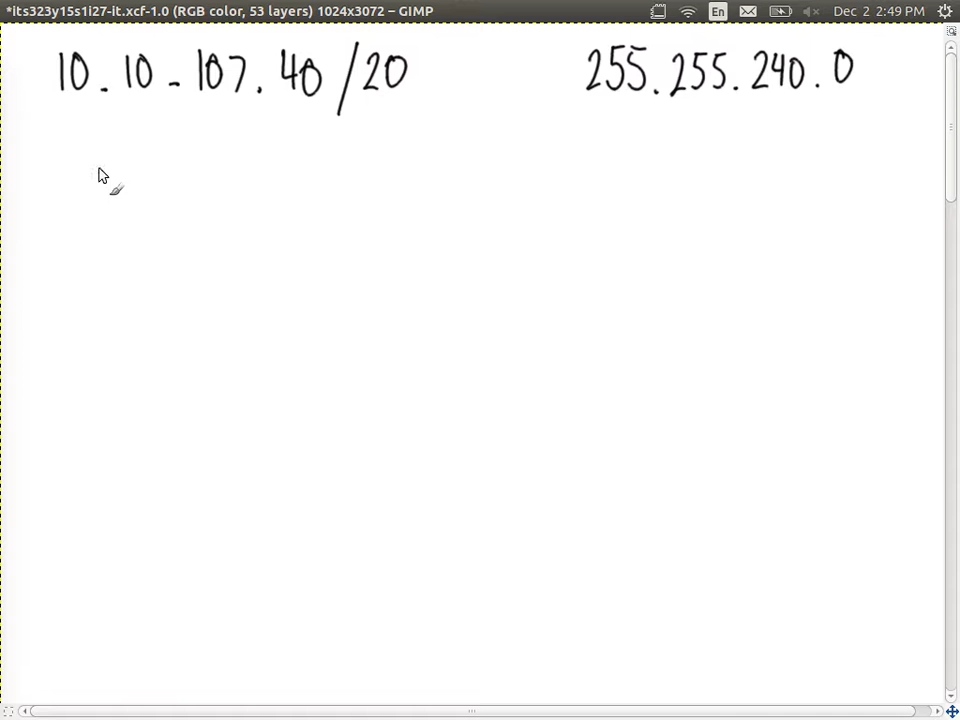 *its323y15s1i27-it.xcf-1.0 (RGB color, 53 layers) 1024x3072 – GIMP En Dec 2 2:49 PM
10.10-107.40/20 255.255.240.0